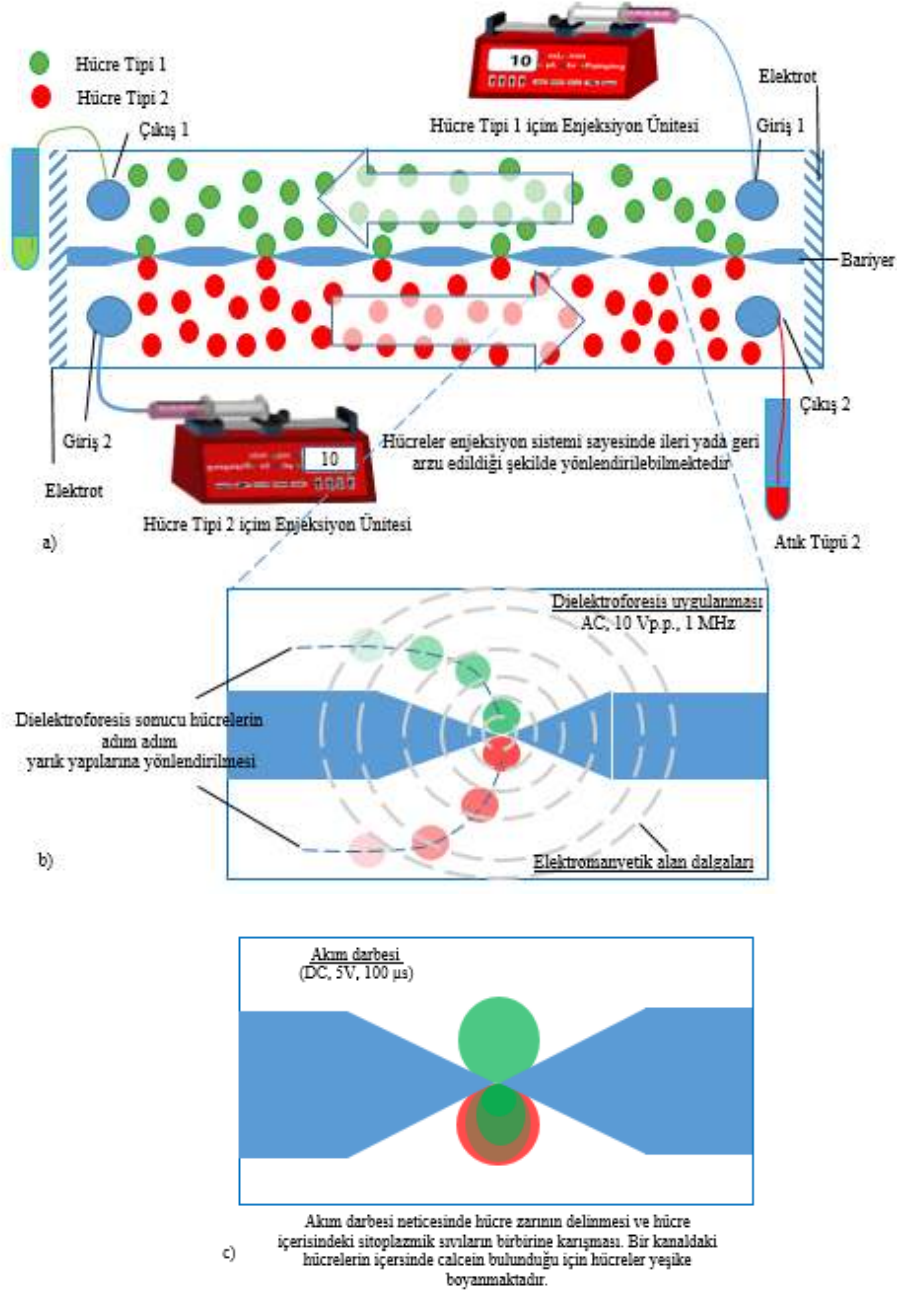 a)
Hücre Tipi 1
Hücre Tipi 2
10
Hücre Tipi 1 içim Enjeksiyon Ünitesi
Elektrot
Çıkış 1
Giriş 1
Bariyer
Giriş 2
Çıkış 2
Elektrot
10
Hücreler enjeksiyon sistemi sayesinde ileri yada geri
arzu edildiği şekilde yönlendirilebilmektedir
Hücre Tipi 2 içim Enjeksiyon Ünitesi
Atık Tüpü 2
a)
Dielektroforesis uygulanması
AC, 10 Vp.p., 1 MHz
Dielektroforesis sonucu hücrelerin
adım adım
yarık yapılarına yönlendirilmesi
Elektromanyetik alan dalgaları
b)
Akım darbesi
(DC, 5V, 100 µs)
Akım darbesi neticesinde hücre zarının delinmesi ve hücre
içerisindeki sitoplazmik sıvıların birbirine karışması. Bir kanaldaki
c)
hücrelerin içersinde calcein bulunduğu için hücreler yeşike
boyanmaktadır.